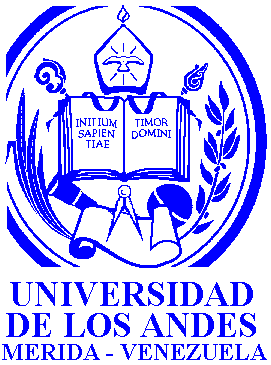 INITIUM
SAPIEN
TIAE
TIMOR
DOMINI
UNIVERSIDAD
DE LOS ANDES
MERIDA - VENEZUELA